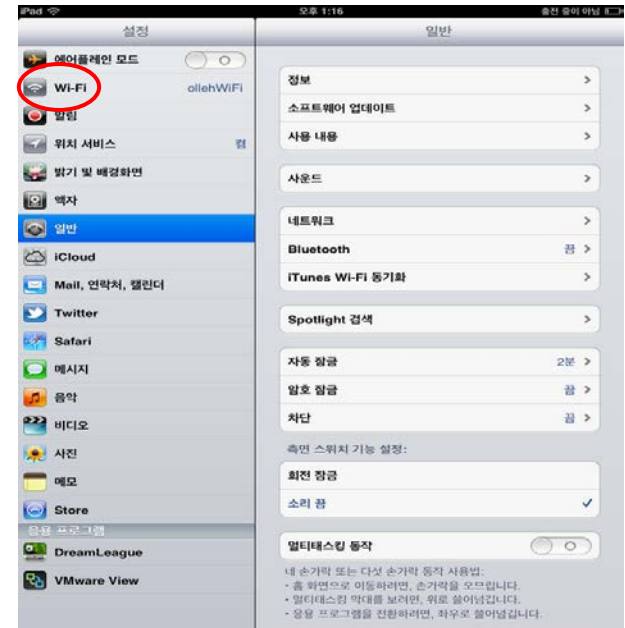 iPad
오후 1:16
충전 중이 아님
설정
일반
에어플레인 모드
Wi-Fi
ollehWiFi
알림
위치 서비스
켬
밝기 및 배경화면
액자
일반
iCloud
Mail, 연락처, 캘린더
Twitter
Safari
메시지
음악
비디오
사진
메모
Store
응용 프로그램
DreamLeague
VMware View
정보
소프트웨어 업데이트
사용 내용
사운드
네트워크
Bluetooth
끔
iTunes Wi-Fi 동기화
Spotlight 검색
자동 잠금
2분
암호 잠금
끔
차단
끔
측면 스위치 기능 설정:
회전 잠금
소리 끔
멀티태스킹 동작
네 손가락 또는 다섯 손가락 동작 사용법:
• 홈 화면으로 이동하려면, 손가락을 오므립니다.
• 멀티태스킹 막대를 보려면, 위로 쓸어넘깁니다.
• 응용 프로그램을 전환하려면, 좌우로 쓸어넘깁니다.